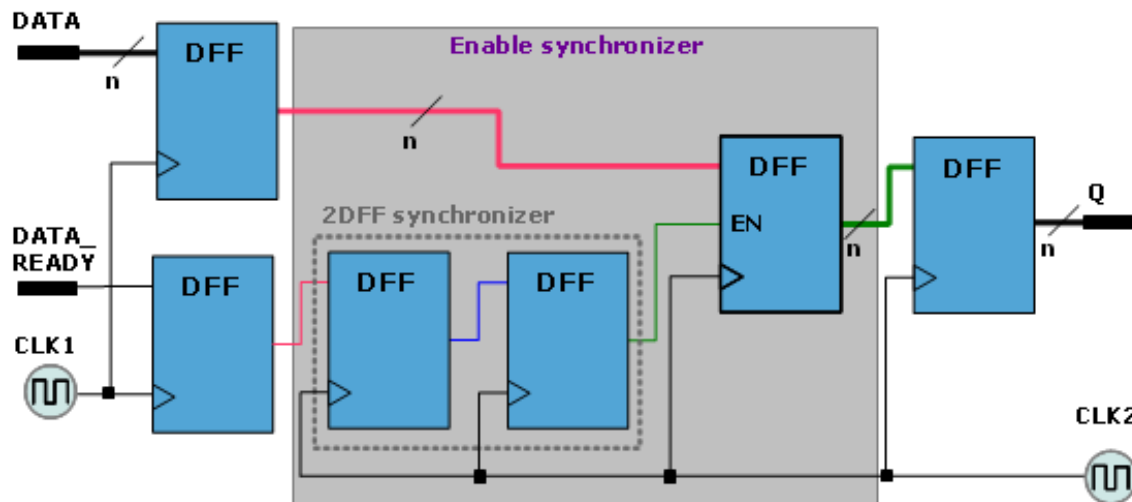 DATA
n
DFF
Enable synchronizer
n
DFF
EN
n
DFF
Q
n
2DFF synchronizer
DATA_
READY
DFF
DFF
DFF
CLK1
CLK2